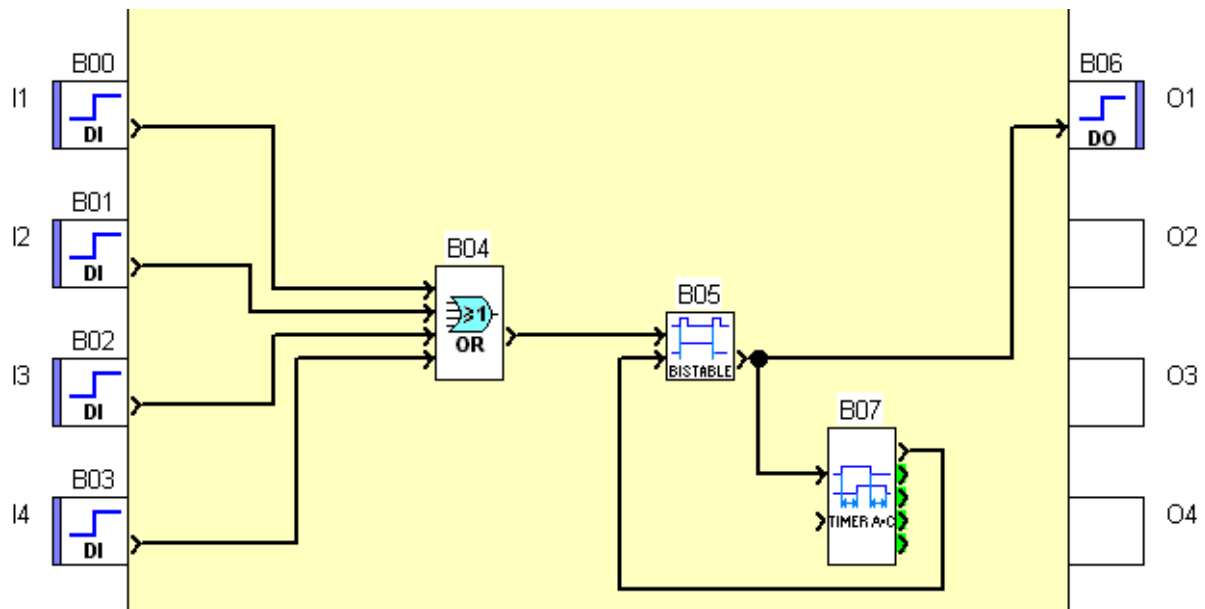 B00
I1
DI
B01
I2
DI
B02
I3
DI
B03
I4
DI
B04
≥1
OR
B05
BISTABLE
B07
TIMER A•C
B06
O1
DO
O2
O3
O4